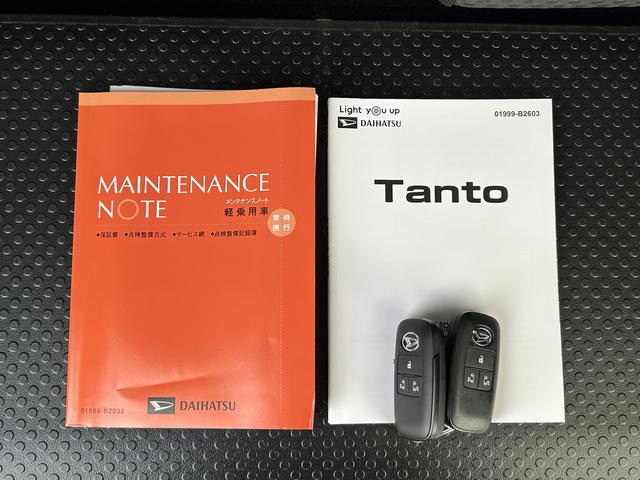 MAINTENANCE
NOTE
メンテナンスノート
軽乗用車
常時
携行
●保証書 ●点検整備方式 ●サービス網 ●点検整備記録簿
01989-B2032
DAIHATSU
Light you up
DAIHATSU
01999-B2603
Tanto